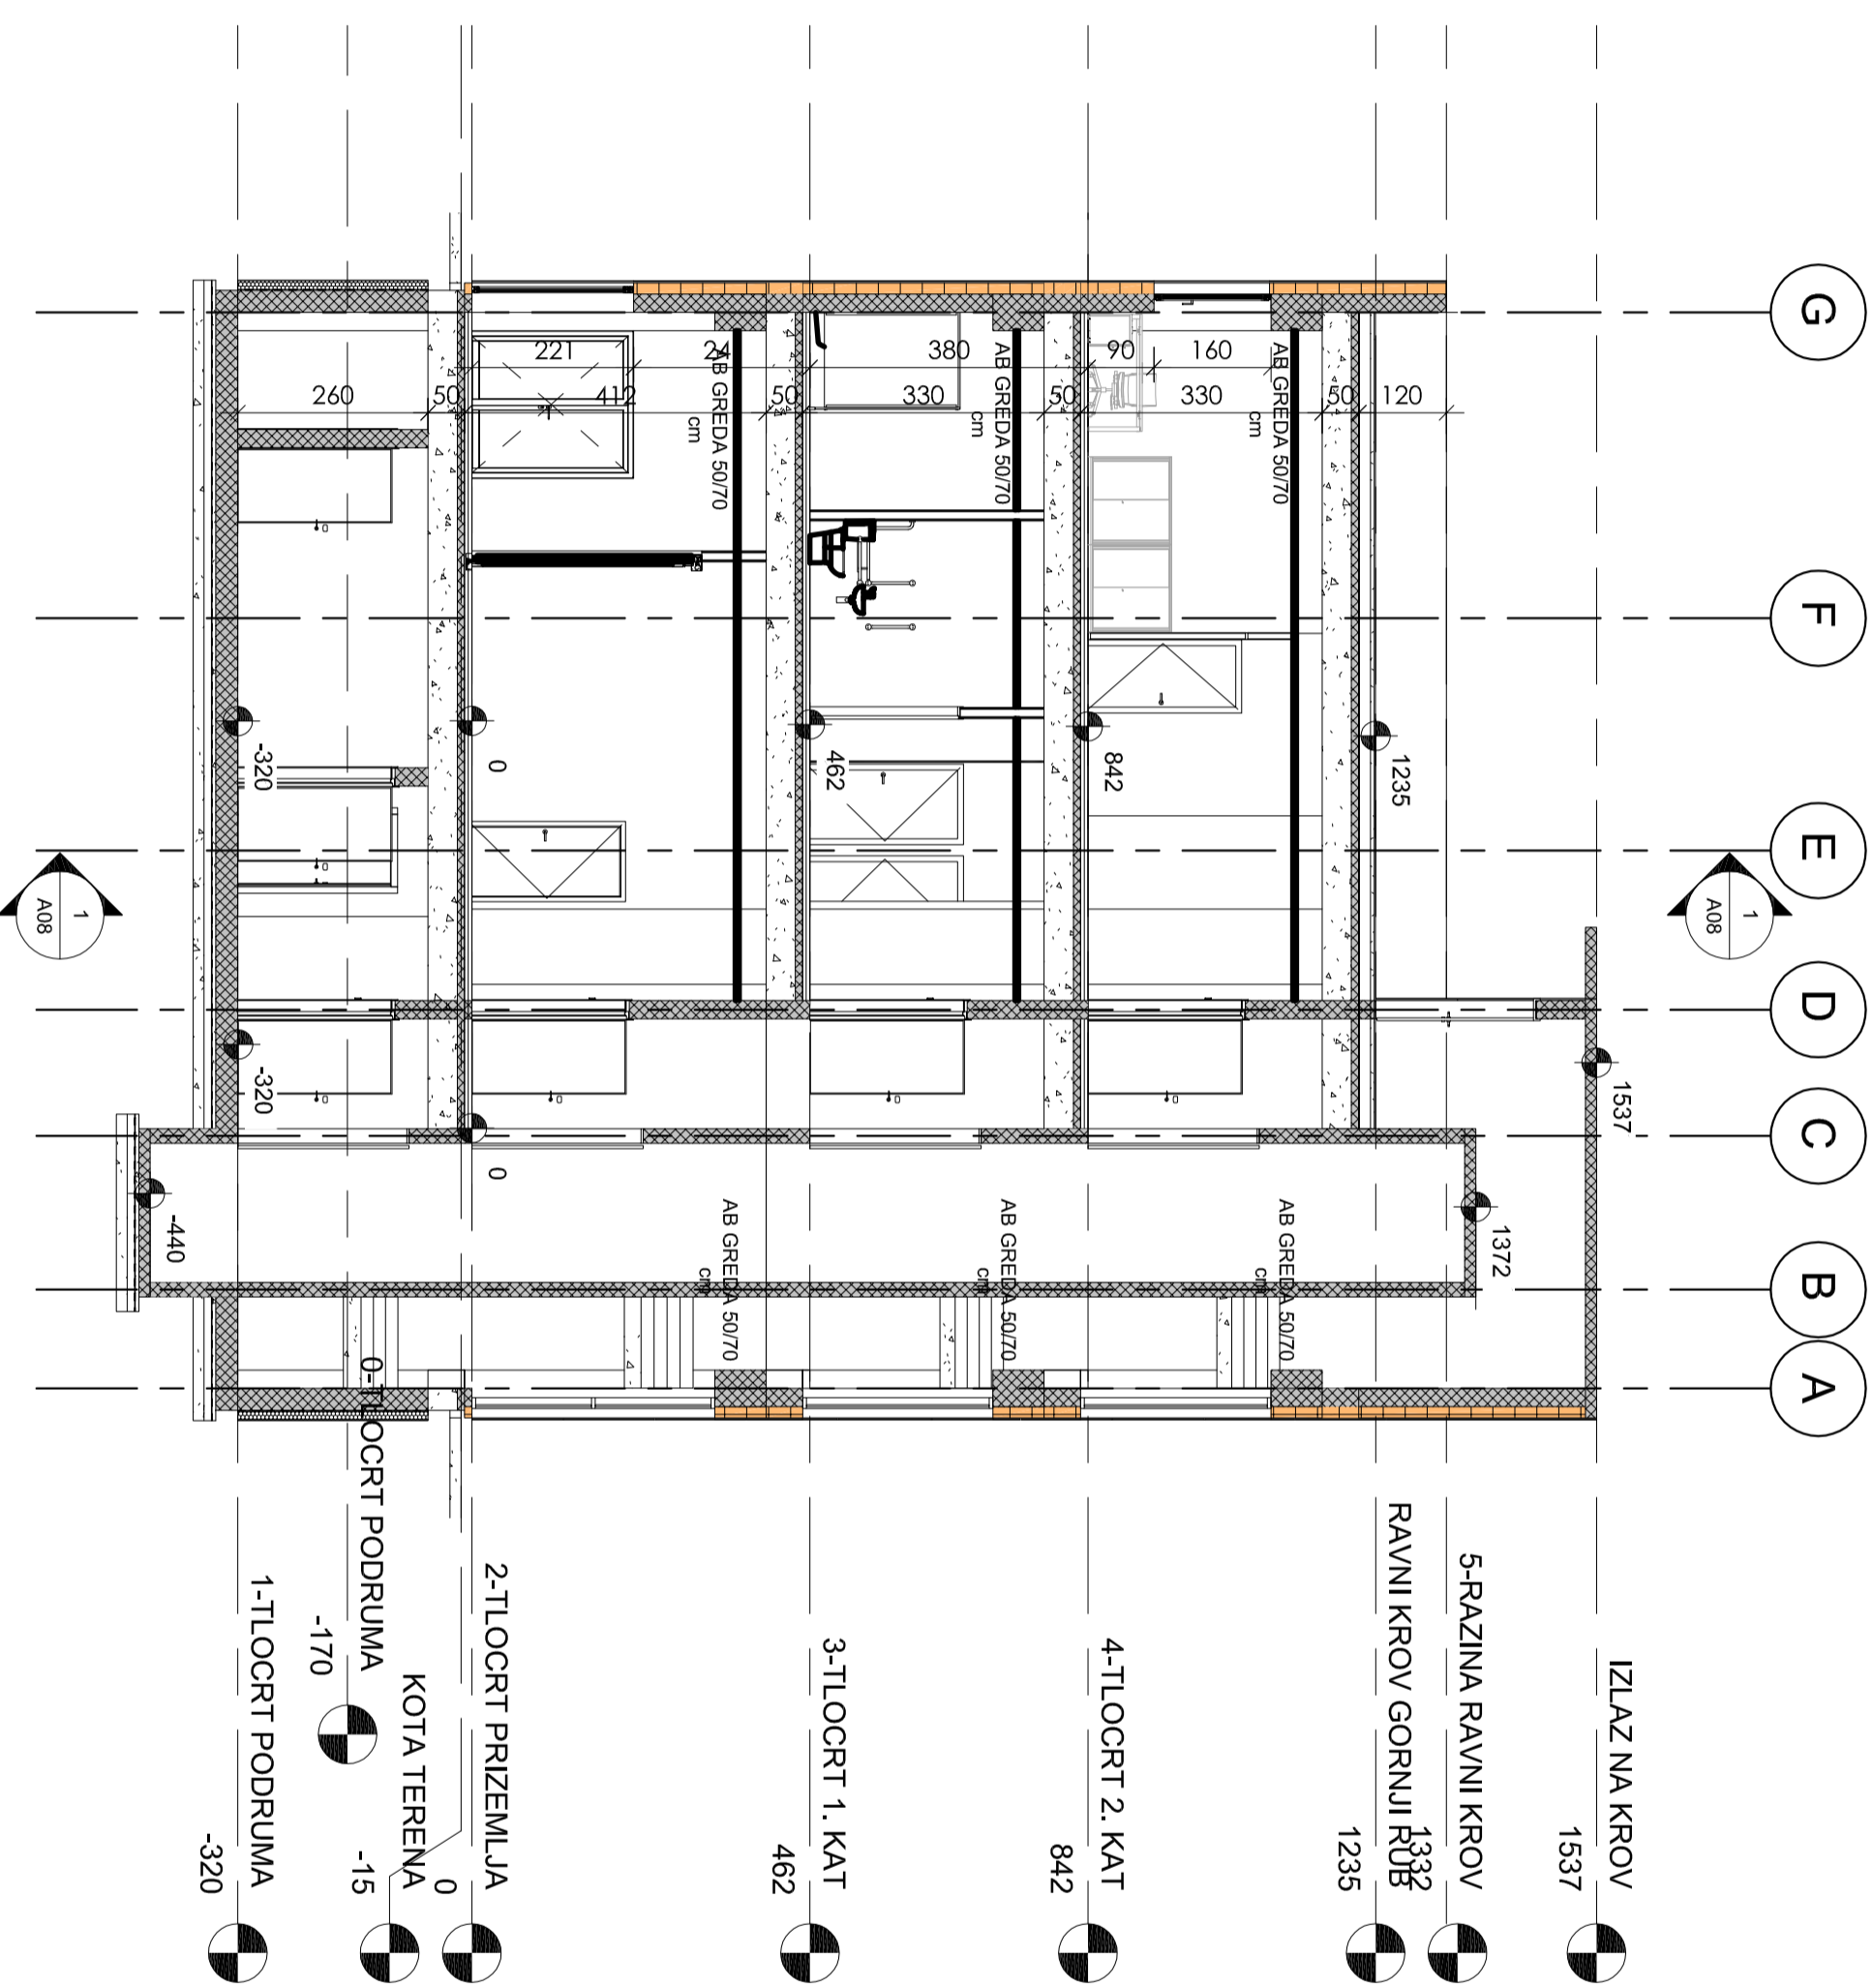 G
F
E
D
C
B
A
IZLAZ NA KROV
1537
5-RAZINA RAVNI KROV
1332
RAVNI KROV GORNJI RUB
1235
4-TLOCRT 2. KAT
842
3-TLOCRT 1. KAT
462
2-TLOCRT PRIZEMLJA
0
KOTA TERENA
-15
0-TLOCRT PODRUMA
-170
1-TLOCRT PODRUMA
-320
1
A08
1
A08
1537
1372
1235
842
462
0
0
-320
-320
-440
AB GREDA 50/70
cm
AB GREDA 50/70
cm
AB GREDA 50/70
cm
AB GREDA 50/70
cm
AB GREDA 50/70
cm
AB GREDA 50/70
cm
221
24
380
90
160
260
50
412
50
330
50
330
50
120